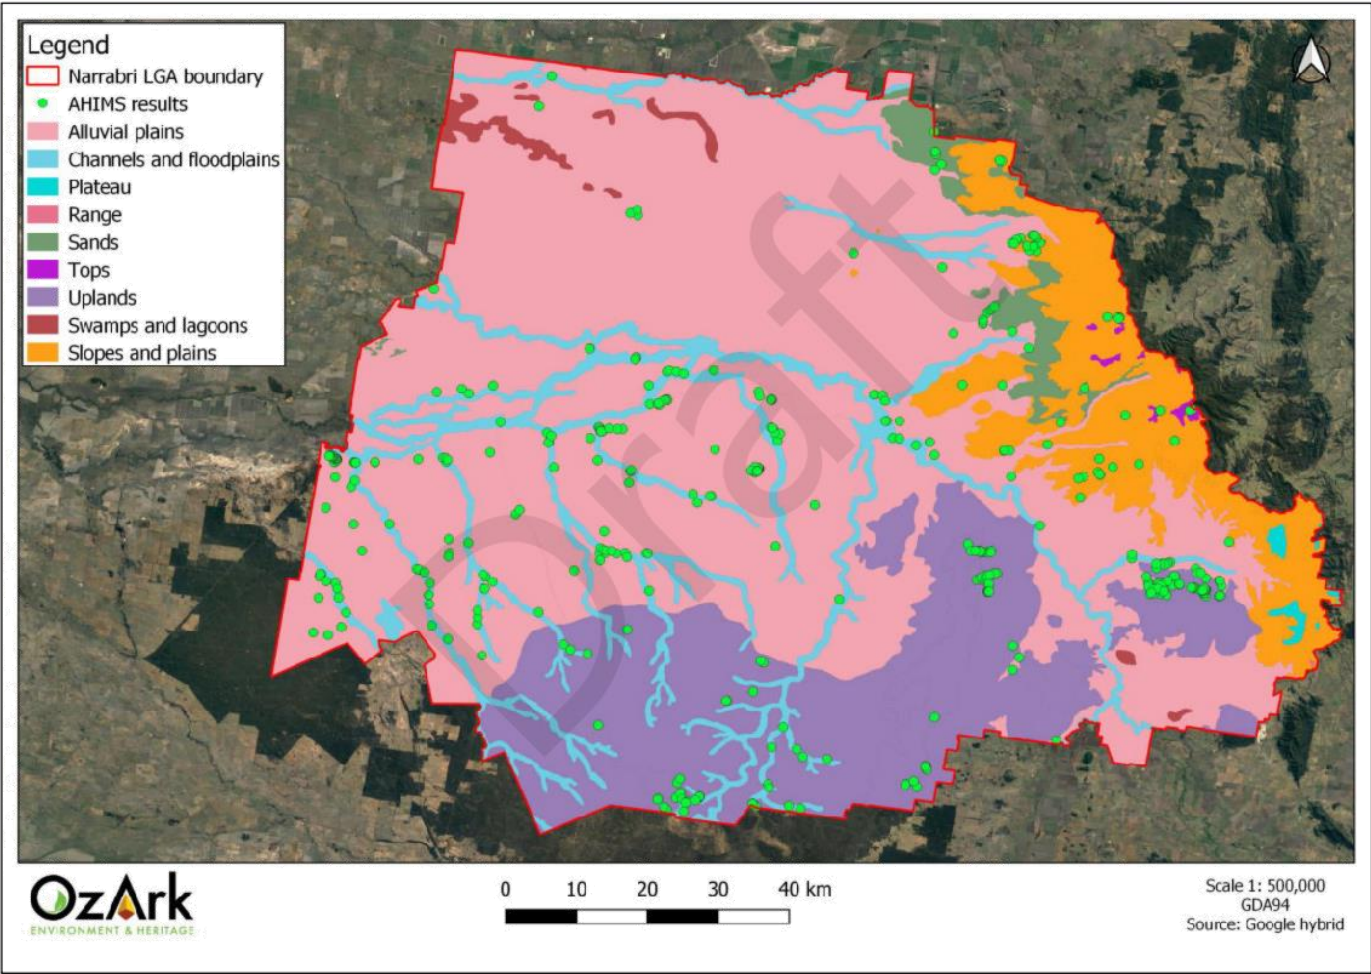 Legend
Narrabri LGA boundary
AHIMS results
Alluvial plains
Channels and floodplains
Plateau
Range
Sands
Tops
Uplands
Swamps and lagoons
Slopes and plains
Draft
OzArk
ENVIRONMENT & HERITAGE
0 10 20 30 40 km
Scale 1: 500,000
GDA94
Source: Google hybrid